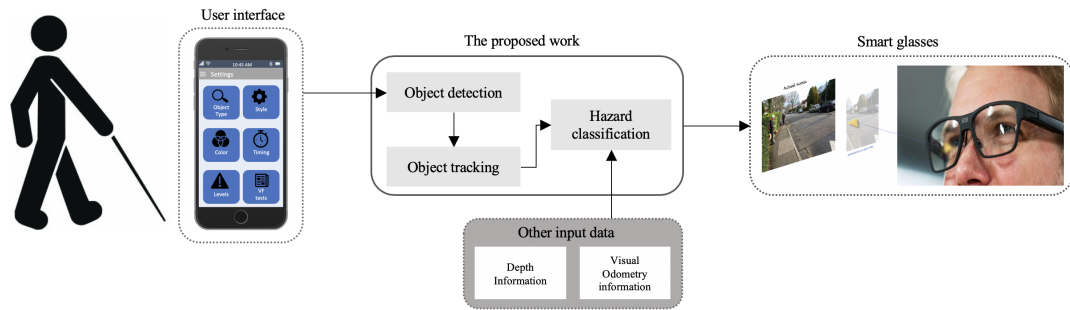 User interface
10:45 AM
Settings
Object
Type
Style
Color
Timing
Levels
VF
tests
The proposed work
Object detection
Object tracking
Hazard
classification
Other input data
Depth
Information
Visual
Odometry
information
Smart glasses
Actual scene